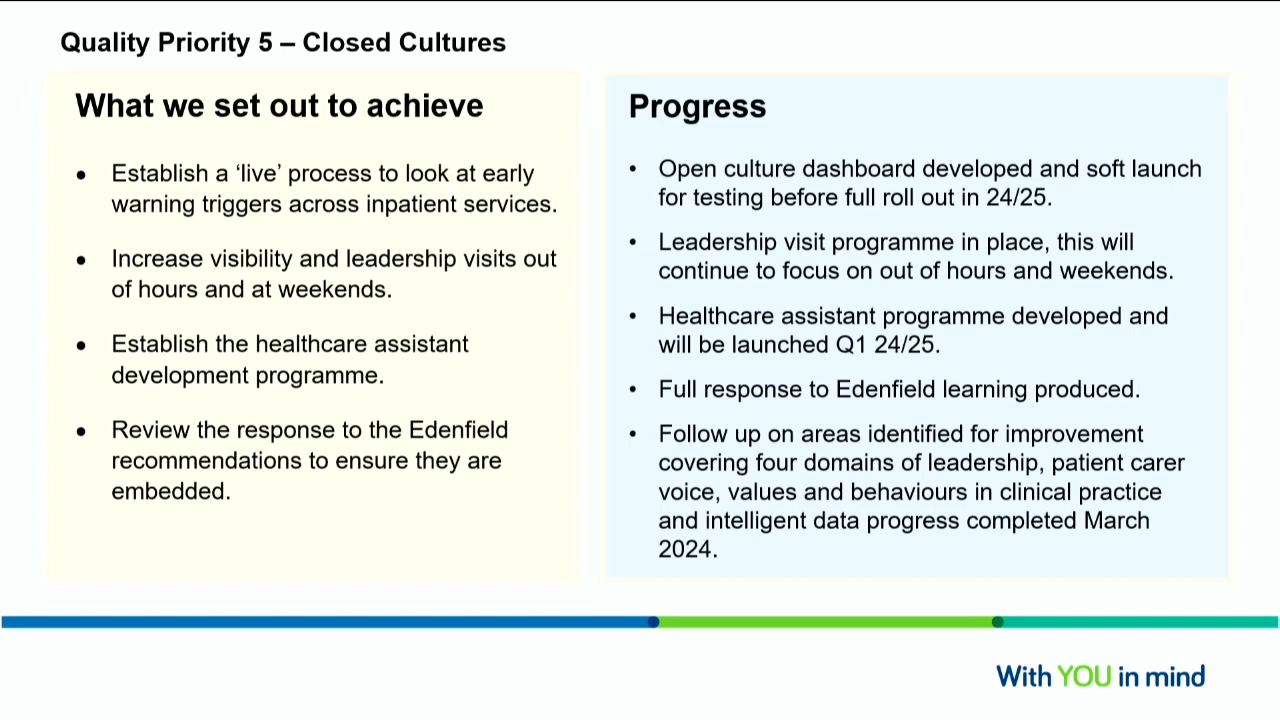 Quality Priority 5 – Closed Cultures
What we set out to achieve
• Establish a ‘live’ process to look at early
warning triggers across inpatient services.
• Increase visibility and leadership visits out
of hours and at weekends.
• Establish the healthcare assistant
development programme.
• Review the response to the Edenfield
recommendations to ensure they are
embedded.
Progress
• Open culture dashboard developed and soft launch
for testing before full roll out in 24/25.
• Leadership visit programme in place, this will
continue to focus on out of hours and weekends.
• Healthcare assistant programme developed and
will be launched Q1 24/25.
• Full response to Edenfield learning produced.
• Follow up on areas identified for improvement
covering four domains of leadership, patient carer
voice, values and behaviours in clinical practice
and intelligent data progress completed March
2024.
With YOU in mind